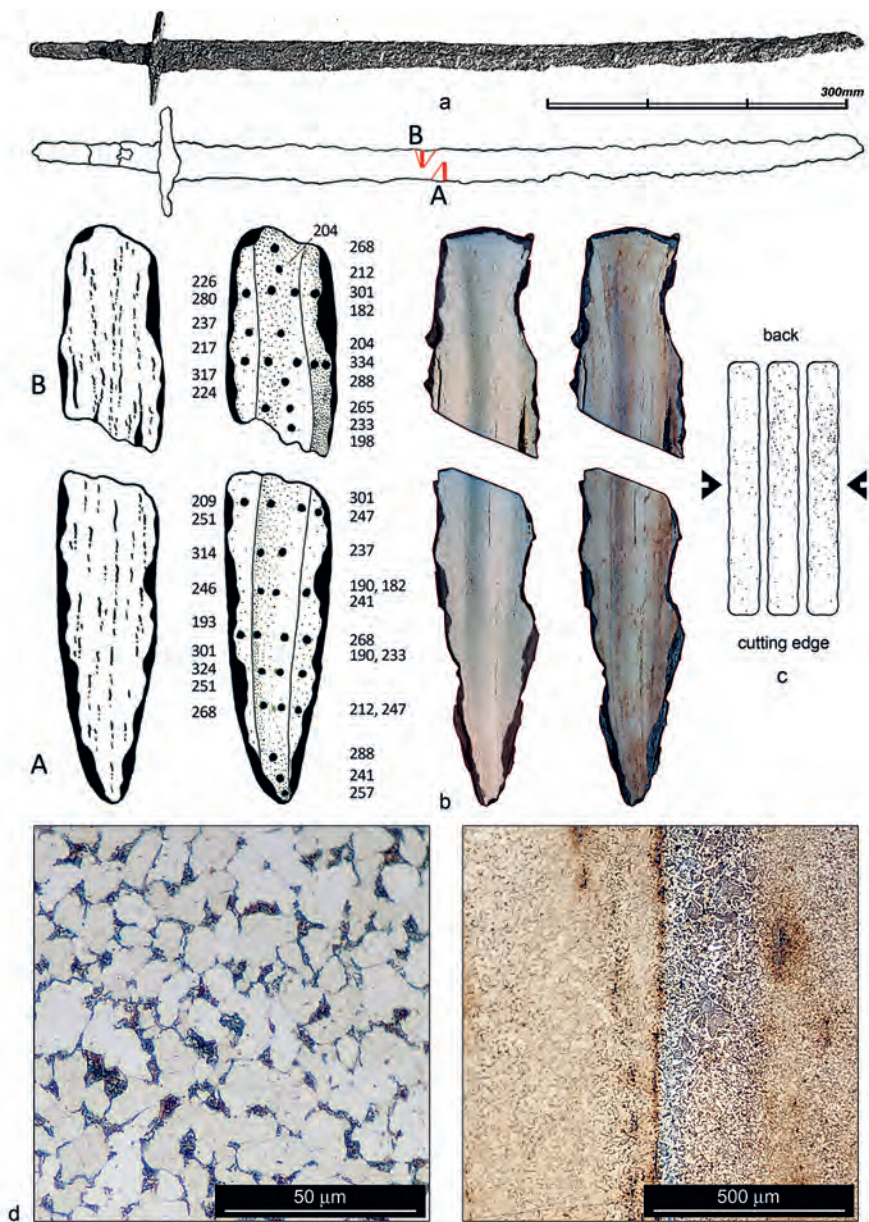 300mm
a
B
A
204
226
280
237
217
317
224
268
212
301
182
204
334
288
265
233
198
B
209
251
314
246
193
301
324
251
268
301
247
237
190, 182
241
268
190, 233
212, 247
288
241
257
A
b
back
cutting edge
c
50 μm
500 μm
d